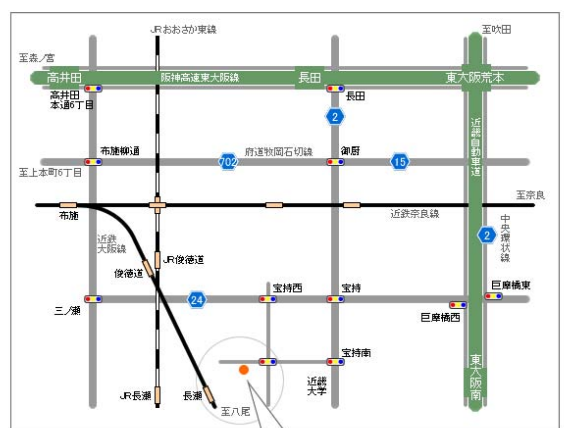 JRおおさか東線
至吹田
至森ノ宮
高井田
阪神高速東大阪線
長田
東大阪荒本
高井田
本通6丁目
長田
2
近畿自動車道
布施柳通
702
府道牧岡石切線
御厨
15
至上本町6丁目
至奈良
布施
近鉄奈良線
近鉄
大阪線
2
中央環状線
JR俊徳道
俊徳道
宝持西
宝持
巨摩橋東
24
三ノ瀬
巨摩橋西
宝持南
近畿
大学
東大阪南
JR長瀬
長瀬
至八尾